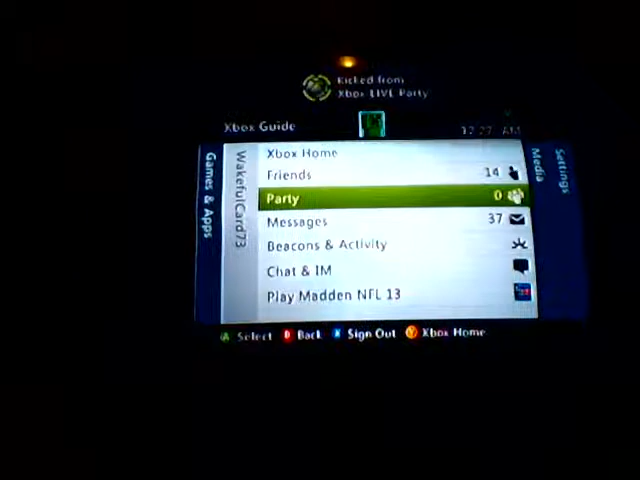 Kicked from
Xbox LIVE Party
Xbox Guide
12:27 AM
Games & Apps
WakefulCard73
Xbox Home
Friends 14
Party 0
Messages 37
Beacons & Activity
Chat & IM
Play Madden NFL 13
Media
Settings
A Select B Back X Sign Out Y Xbox Home